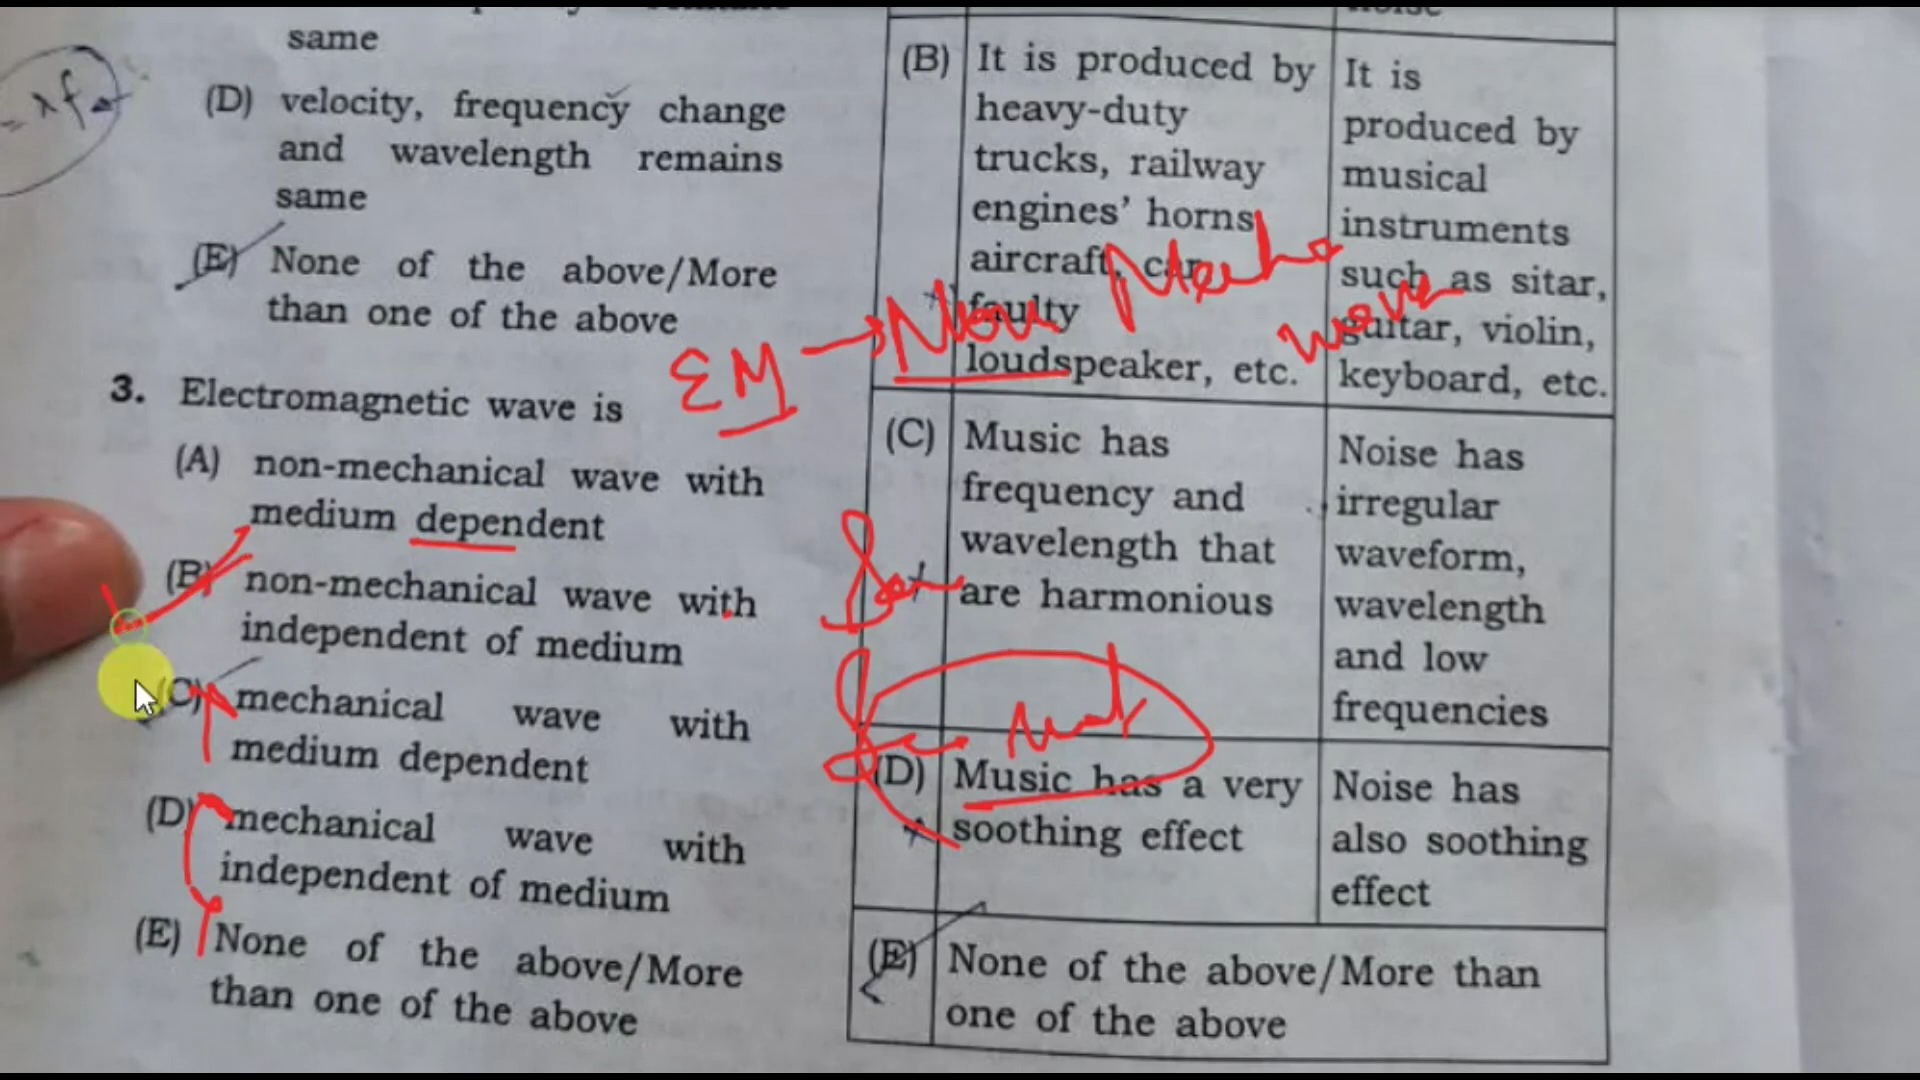 same
(D) velocity, frequency change
and wavelength remains
same
(E) None of the above/More
than one of the above
3. Electromagnetic wave is
(A) non-mechanical wave with
medium dependent
(B) non-mechanical wave with
independent of medium
(C) mechanical wave with
medium dependent
(D) mechanical wave with
independent of medium
(E) None of the above/More
than one of the above
= λf
EM → Non Mecha
wave
noise
(B) It is produced by
heavy-duty
trucks, railway
engines' horns
aircraft, car
faulty
loudspeaker, etc.
It is
produced by
musical
instruments
such as sitar,
guitar, violin,
keyboard, etc.
(C) Music has
frequency and
wavelength that
are harmonious
Noise has
irregular
waveform,
wavelength
and low
frequencies
(D) Music has a very
soothing effect
Noise has
also soothing
effect
(E) None of the above/More than
one of the above